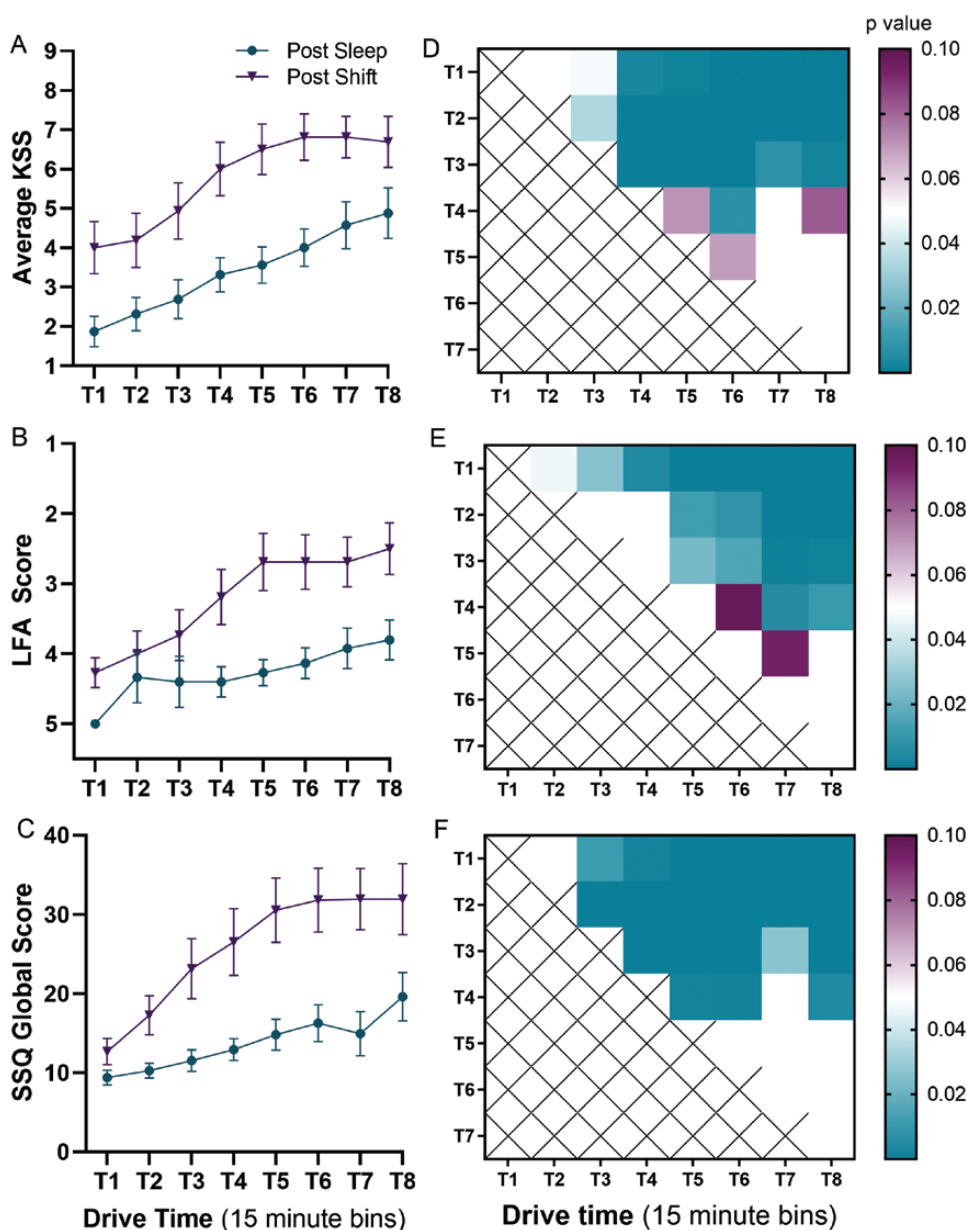 A
Average KSS
9
8
7
6
5
4
3
2
1
Post Sleep
Post Shift
T1 T2 T3 T4 T5 T6 T7 T8
D
T1
T2
T3
T4
T5
T6
T7
T1 T2 T3 T4 T5 T6 T7 T8
p value
0.10
0.08
0.06
0.04
0.02
B
LFA Score
1
2
3
4
5
T1 T2 T3 T4 T5 T6 T7 T8
E
T1
T2
T3
T4
T5
T6
T7
T1 T2 T3 T4 T5 T6 T7 T8
0.10
0.08
0.06
0.04
0.02
C
SSQ Global Score
40
30
20
10
0
T1 T2 T3 T4 T5 T6 T7 T8
Drive Time (15 minute bins)
F
T1
T2
T3
T4
T5
T6
T7
T1 T2 T3 T4 T5 T6 T7 T8
Drive time (15 minute bins)
0.10
0.08
0.06
0.04
0.02